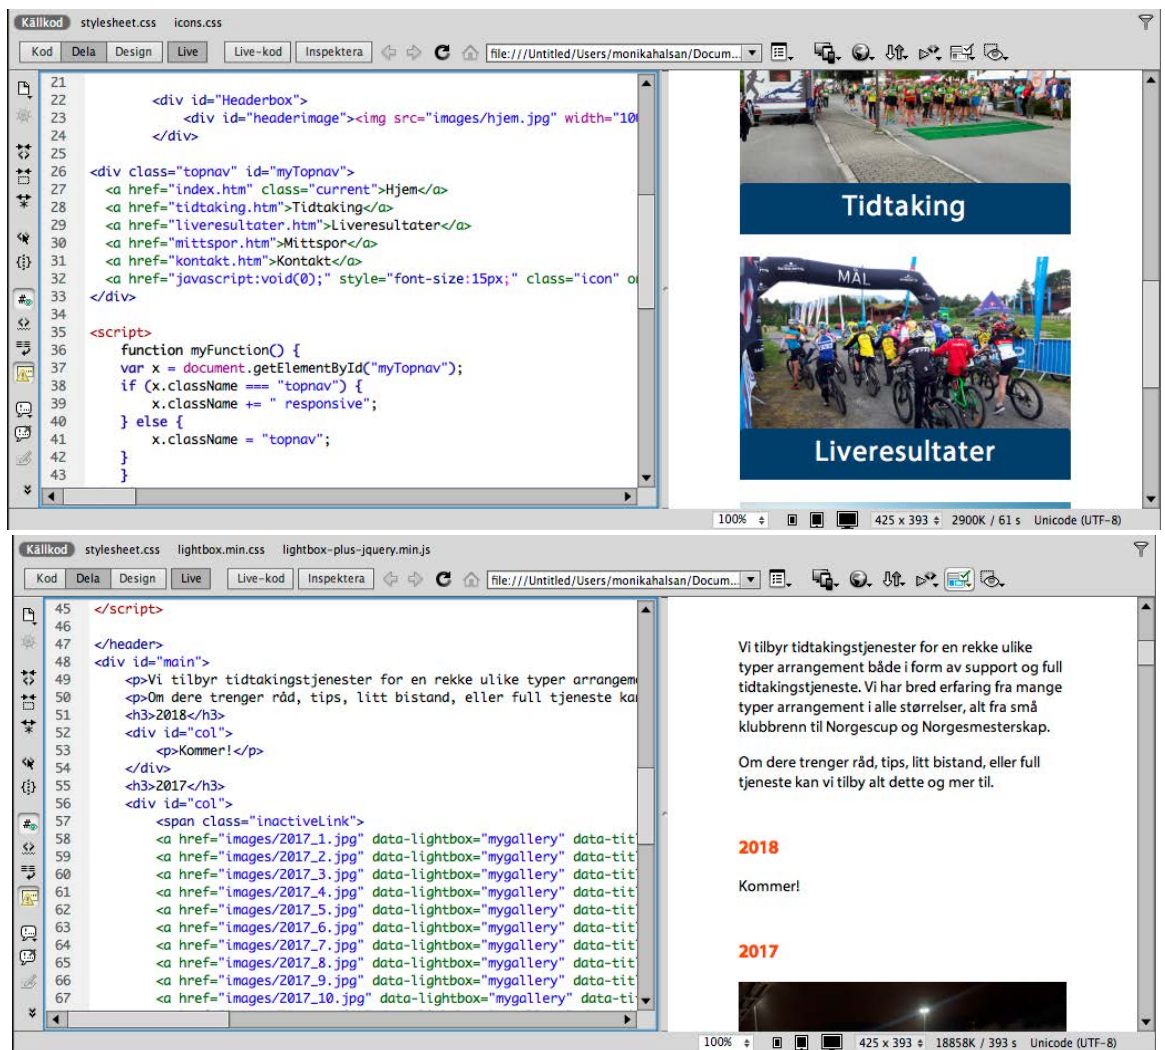 Källkod stylesheet.css icons.css
Kod Dela Design Live Live-kod Inspektera file:///Untitled/Users/monikahalsan/Docum...
21
22 <div id="Headerbox">
23 <div id="headerimage"><img src="images/hjem.jpg" width="10
24 </div>
25
26 <div class="topnav" id="myTopnav">
27 <a href="index.htm" class="current">Hjem</a>
28 <a href="tidtaking.htm">Tidtaking</a>
29 <a href="liveresultater.htm">Liveresultater</a>
30 <a href="mittspor.htm">Mittspor</a>
31 <a href="kontakt.htm">Kontakt</a>
32 <a href="javascript:void(0);" style="font-size:15px;" class="icon" on
33 </div>
34
35 <script>
36 function myFunction() {
37 var x = document.getElementById("myTopnav");
38 if (x.className === "topnav") {
39 x.className += " responsive";
40 } else {
41 x.className = "topnav";
42 }
43 }
Tidtaking
MÅL
Liveresultater
100% 425 x 393 2900K / 61 s Unicode (UTF-8)
Källkod stylesheet.css lightbox.min.css lightbox-plus-jquery.min.js
Kod Dela Design Live Live-kod Inspektera file:///Untitled/Users/monikahalsan/Docum...
45 </script>
46
47 </header>
48 <div id="main">
49 <p>Vi tilbyr tidtakingstjenester for en rekke ulike typer arrangem
50 <p>Om dere trenger råd, tips, litt bistand, eller full tjeneste ka
51 <h3>2018</h3>
52 <div id="col">
53 <p>Kommer!</p>
54 </div>
55 <h3>2017</h3>
56 <div id="col">
57 <span class="inactiveLink">
58 <a href="images/2017_1.jpg" data-lightbox="mygallery" data-tit
59 <a href="images/2017_2.jpg" data-lightbox="mygallery" data-tit
60 <a href="images/2017_3.jpg" data-lightbox="mygallery" data-tit
61 <a href="images/2017_4.jpg" data-lightbox="mygallery" data-tit
62 <a href="images/2017_5.jpg" data-lightbox="mygallery" data-tit
63 <a href="images/2017_6.jpg" data-lightbox="mygallery" data-tit
64 <a href="images/2017_7.jpg" data-lightbox="mygallery" data-tit
65 <a href="images/2017_8.jpg" data-lightbox="mygallery" data-tit
66 <a href="images/2017_9.jpg" data-lightbox="mygallery" data-tit
67 <a href="images/2017_10.jpg" data-lightbox="mygallery" data-ti
Vi tilbyr tidtakingstjenester for en rekke ulike
typer arrangement både i form av support og full
tidtakingstjeneste. Vi har bred erfaring fra mange
typer arrangement i alle størrelser, alt fra små
klubbrenn til Norgescup og Norgesmesterskap.
Om dere trenger råd, tips, litt bistand, eller full
tjeneste kan vi tilby alt dette og mer til.
2018
Kommer!
2017
100% 425 x 393 18858K / 393 s Unicode (UTF-8)